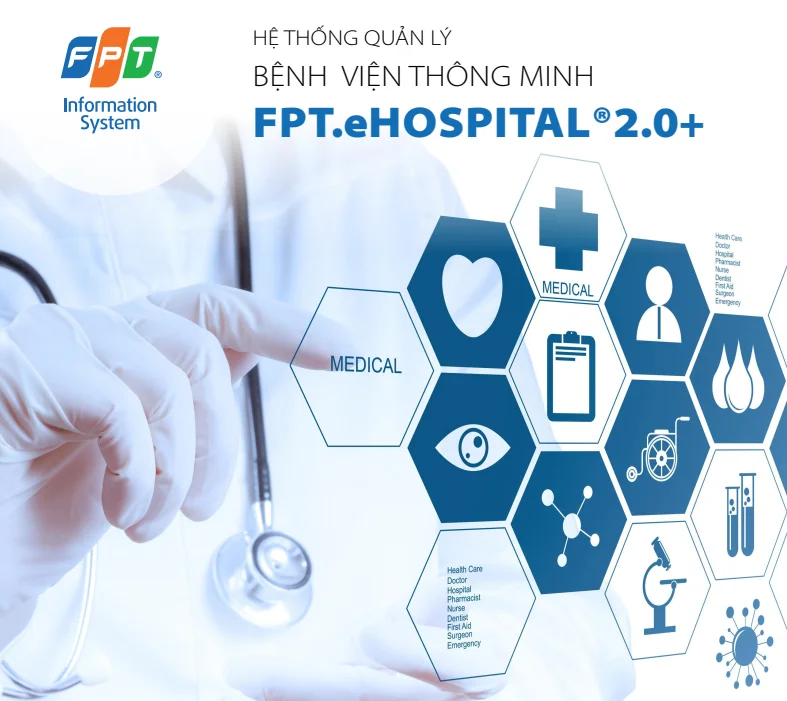 FPT®
Information
System
HỆ THỐNG QUẢN LÝ
BỆNH VIỆN THÔNG MINH
FPT.eHOSPITAL®2.0+
MEDICAL
MEDICAL
Health Care
Doctor
Hospital
Pharmacist
Nurse
Dentist
First Aid
Surgeon
Emergency
Health Care
Doctor
Hospital
Pharmacist
Nurse
Dentist
First Aid
Surgeon
Emergency